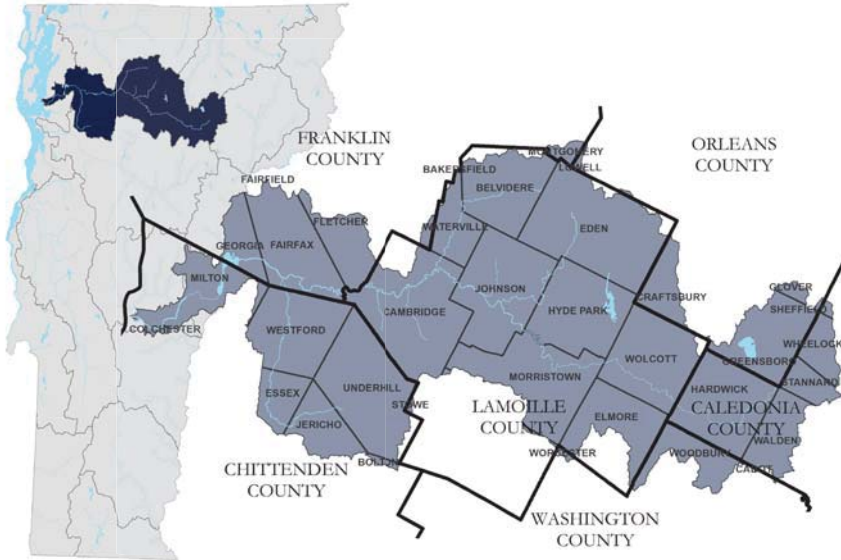 FRANKLIN
COUNTY
ORLEANS
COUNTY
MONTGOMERY
LOWELL
BAKERSFIELD
BELVIDERE
FAIRFIELD
FLETCHER
WATERVILLE
EDEN
GEORGIA
FAIRFAX
MILTON
JOHNSON
CRAFTSBURY
GLOVER
SHEFFIELD
HYDE PARK
CAMBRIDGE
COLCHESTER
WESTFORD
WHEELOCK
GREENSBORO
WOLCOTT
STANNARD
MORRISTOWN
HARDWICK
UNDERHILL
ESSEX
STOWE
LAMOILLE
COUNTY
CALEDONIA
COUNTY
ELMORE
JERICHO
WALDEN
WORCESTER
WOODBURY
BOLTON
CABOT
CHITTENDEN
COUNTY
WASHINGTON
COUNTY